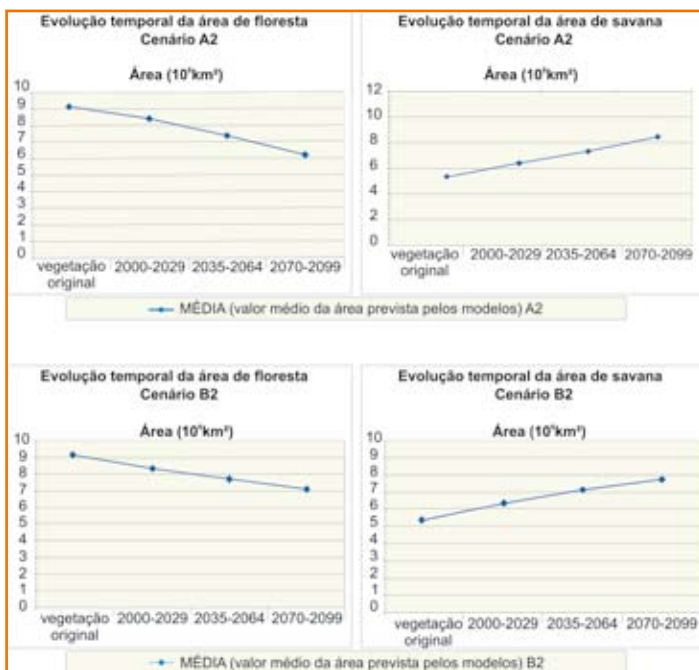 Evolução temporal da área de floresta
Cenário A2
Área (10⁶km²)
10
9
8
7
6
5
4
3
2
1
0
vegetação
original
2000-2029
2035-2064
2070-2099
Evolução temporal da área de savana
Cenário A2
Área (10⁶km²)
12
10
8
6
4
2
0
vegetação
original
2000-2029
2035-2064
2070-2099
MÉDIA (valor médio da área prevista pelos modelos) A2
Evolução temporal da área de floresta
Cenário B2
Área (10⁶km²)
10
9
8
7
6
5
4
3
2
1
0
vegetação
original
2000-2029
2035-2064
2070-2099
Evolução temporal da área de savana
Cenário B2
Área (10⁶km²)
10
9
8
7
6
5
4
3
2
1
0
vegetação
original
2000-2029
2035-2064
2070-2099
MÉDIA (valor médio da área prevista pelos modelos) B2